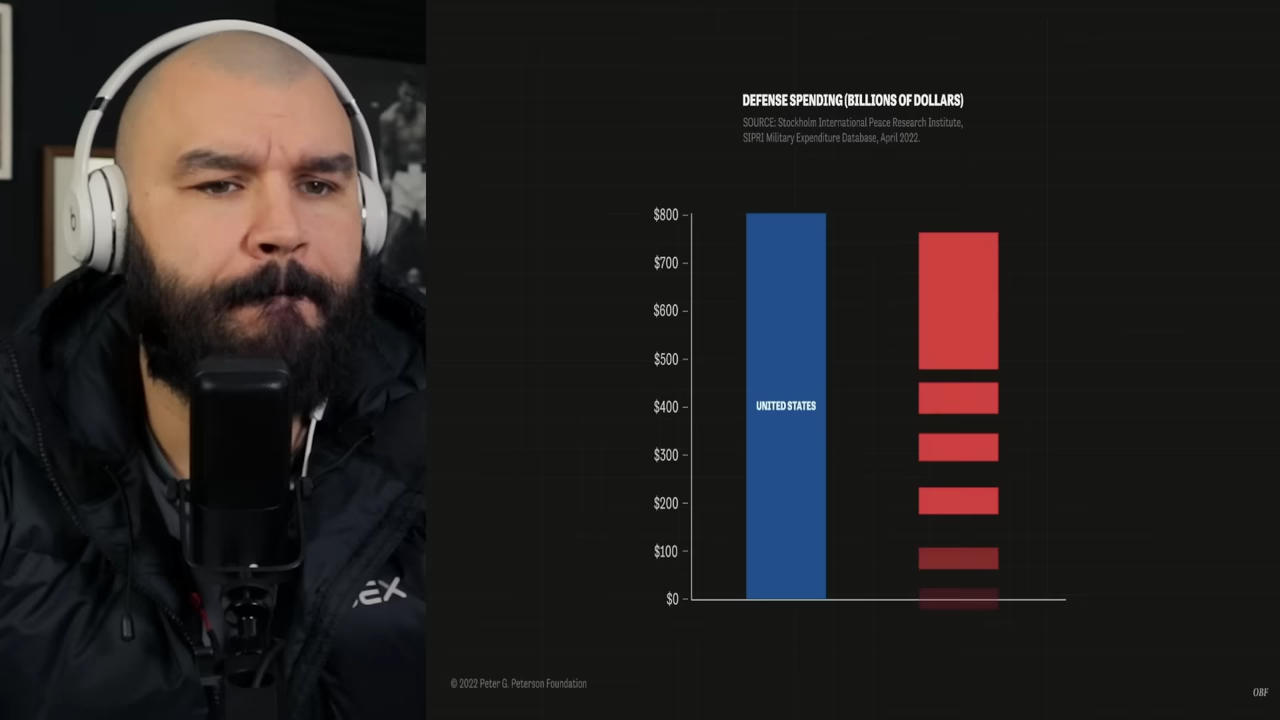 DEFENSE SPENDING (BILLIONS OF DOLLARS)
SOURCE: Stockholm International Peace Research Institute,
SIPRI Military Expenditure Database, April 2022.
$800
$700
$600
$500
$400
$300
$200
$100
$0
UNITED STATES
EX
© 2022 Peter G. Peterson Foundation
OBF